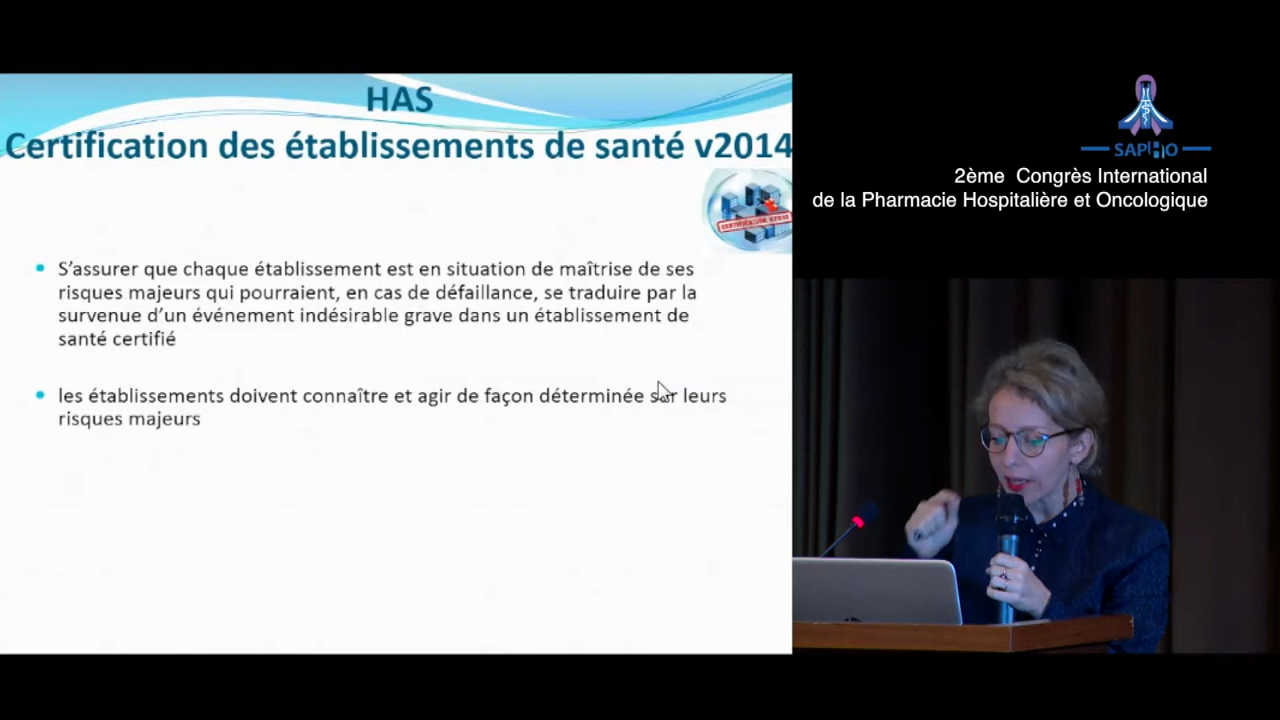 HAS
Certification des établissements de santé v2014
S’assurer que chaque établissement est en situation de maîtrise de ses
risques majeurs qui pourraient, en cas de défaillance, se traduire par la
survenue d’un événement indésirable grave dans un établissement de
santé certifié
les établissements doivent connaître et agir de façon déterminée sur leurs
risques majeurs
SAPHO
2ème Congrès International
de la Pharmacie Hospitalière et Oncologique